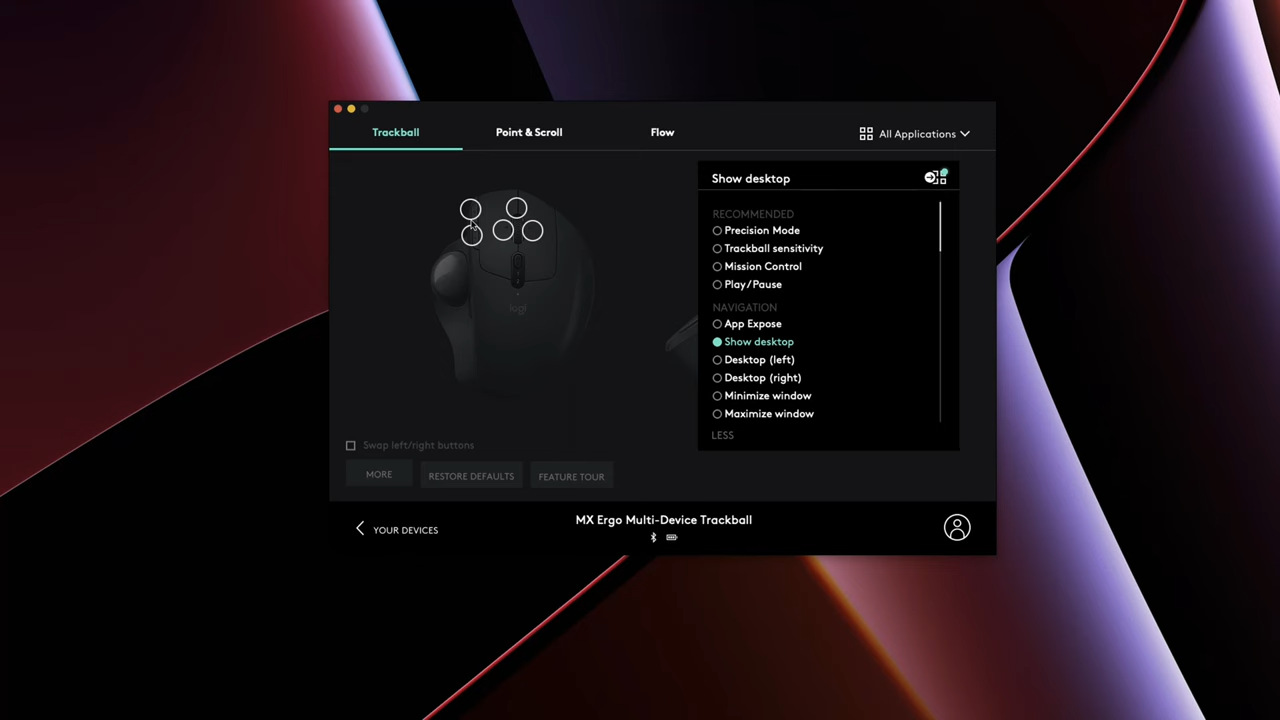 Trackball
Point & Scroll
Flow
All Applications
Show desktop
RECOMMENDED
Precision Mode
Trackball sensitivity
Mission Control
Play/Pause
NAVIGATION
App Expose
Show desktop
Desktop (left)
Desktop (right)
Minimize window
Maximize window
LESS
logi
Swap left/right buttons
MORE
RESTORE DEFAULTS
FEATURE TOUR
YOUR DEVICES
MX Ergo Multi-Device Trackball